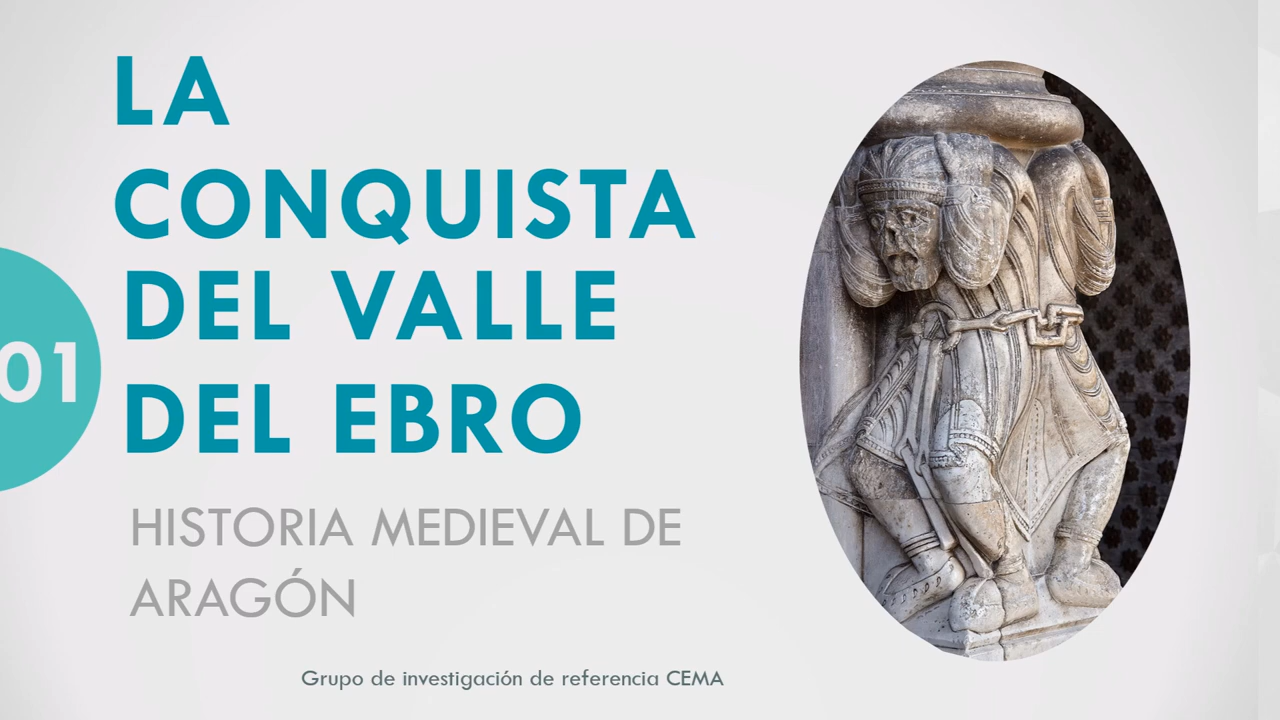 LA
CONQUISTA
DEL VALLE
DEL EBRO
01
HISTORIA MEDIEVAL DE
ARAGÓN
Grupo de investigación de referencia CEMA